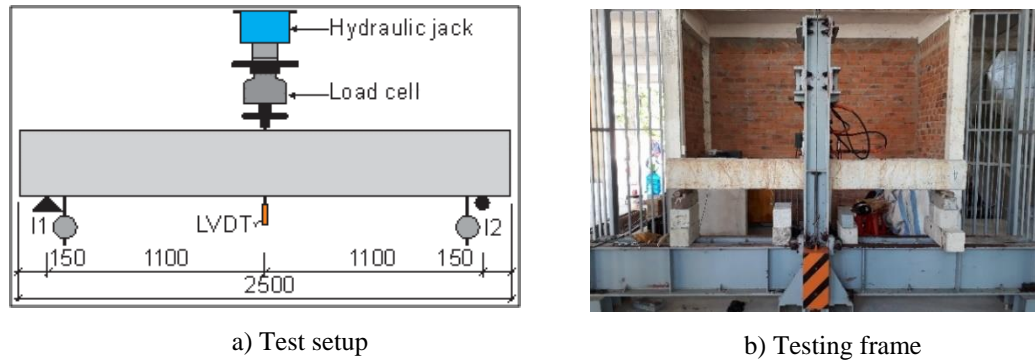 Hydraulic jack
Load cell
I1
LVDT
I2
150
1100
1100
150
2500
a) Test setup
b) Testing frame